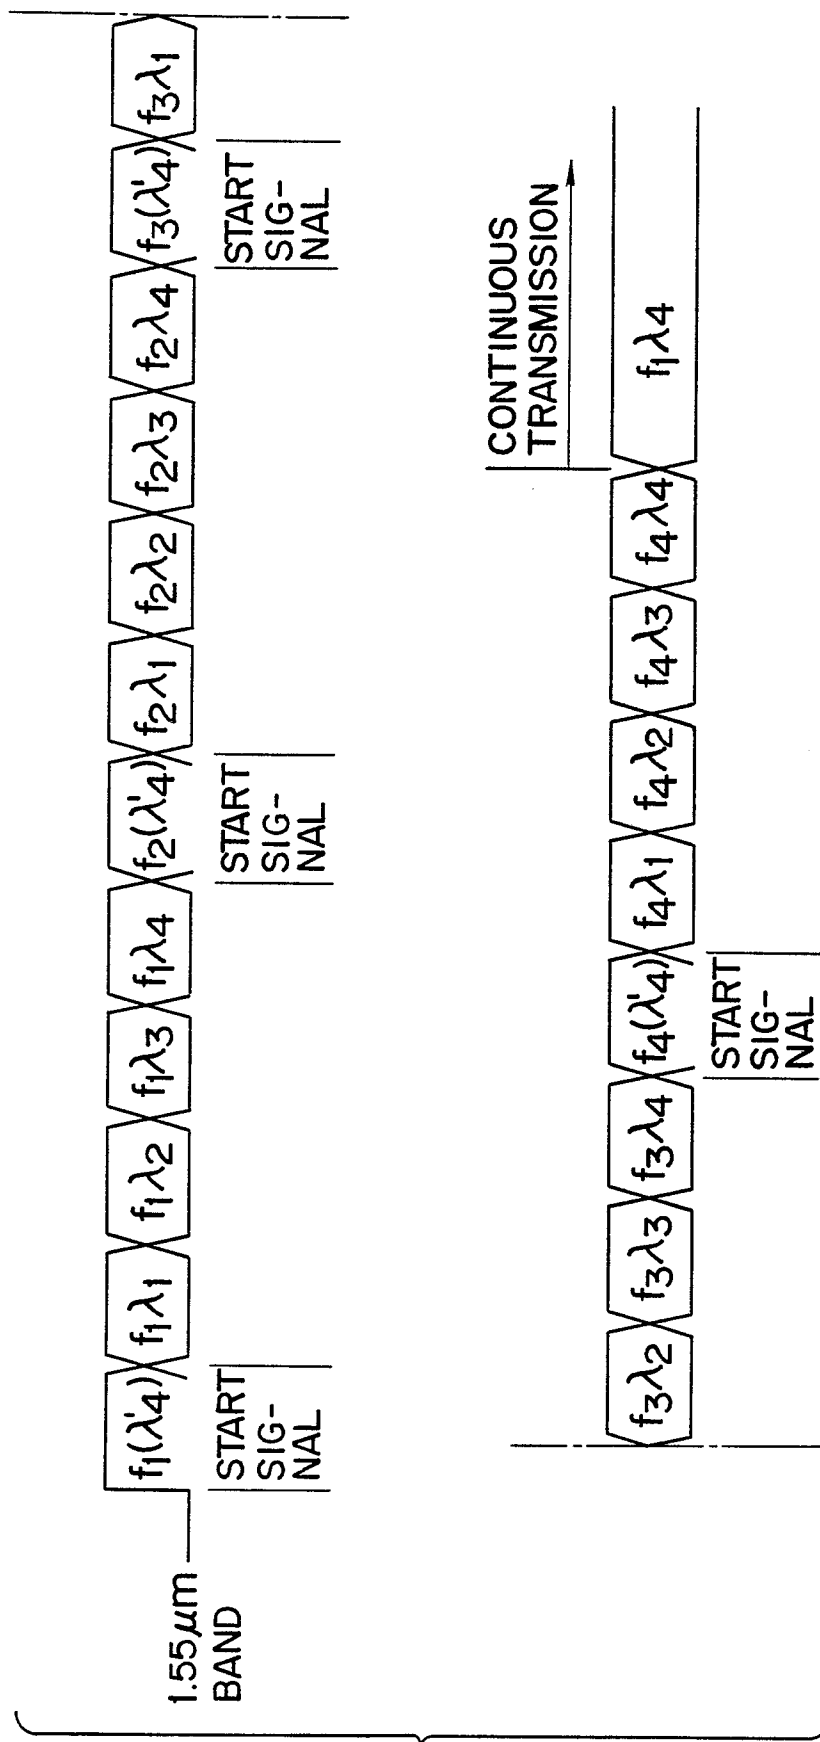 1.55μm
BAND
f₁(λ'₄)
f₁λ₁
f₁λ₂
f₁λ₃
f₁λ₄
f₂(λ'₄)
f₂λ₁
f₂λ₂
f₂λ₃
f₂λ₄
f₃(λ'₄)
f₃λ₁
START
SIG-
NAL
START
SIG-
NAL
START
SIG-
NAL
CONTINUOUS
TRANSMISSION
f₃λ₂
f₃λ₃
f₃λ₄
f₄(λ'₄)
f₄λ₁
f₄λ₂
f₄λ₃
f₄λ₄
f₁λ₄
START
SIG-
NAL